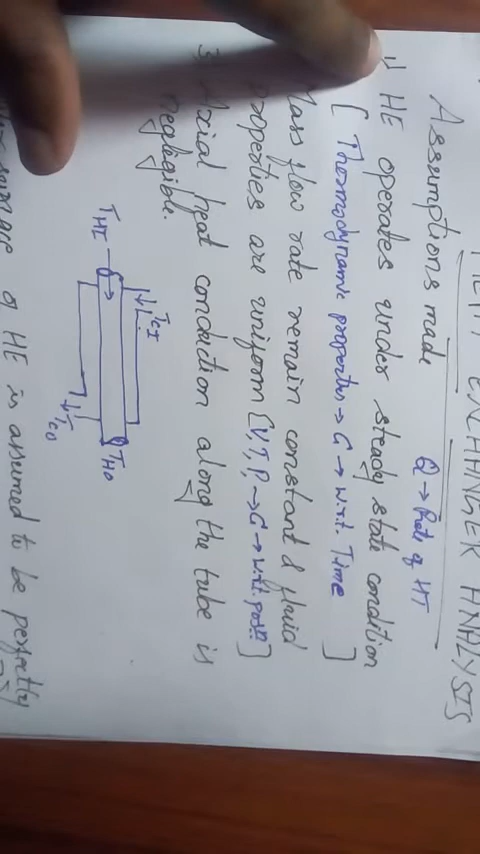 HEAT EXCHANGER ANALYSIS
Assumptions made Q → Rate of HT
1) HE operates under steady state condition
[Thermodynamic properties → C → w.r.t. Time]
Mass flow rate remain constant & fluid
properties are uniform [V, T, P, → C → w.r.t. posn]
3) Axial heat conduction along the tube is
negligible.
THI TCI
TCO THO
of HE is assumed to be perfectly